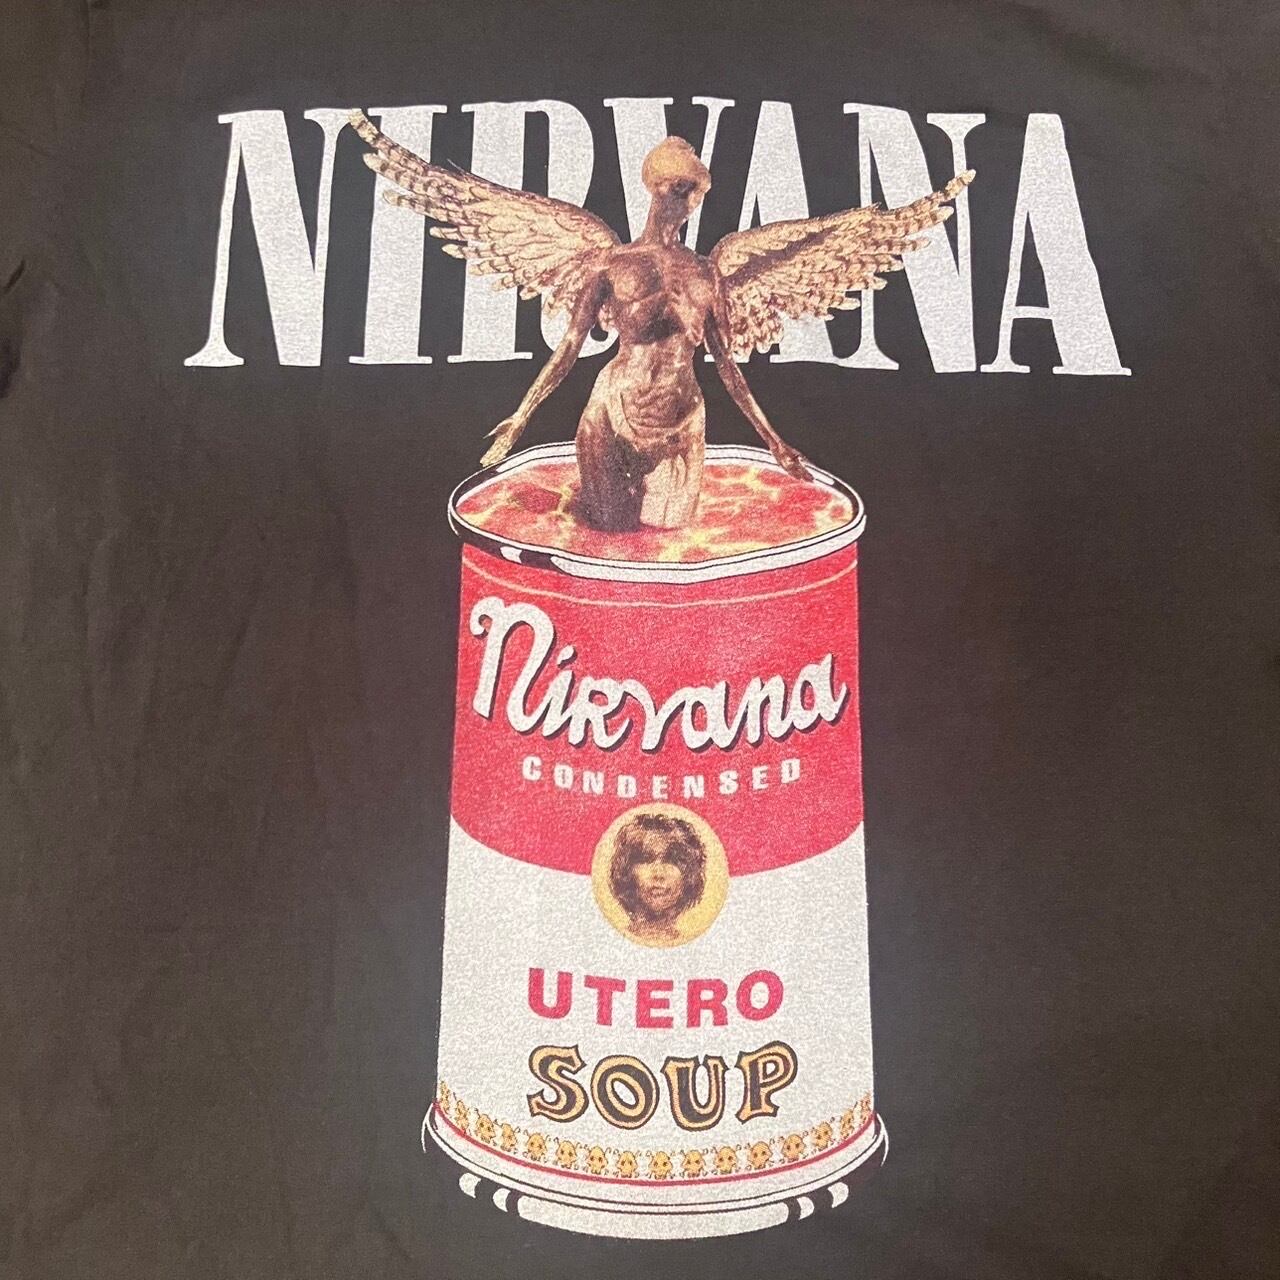 NIRVANA
Nirvana
CONDENSED
UTERO
SOUP